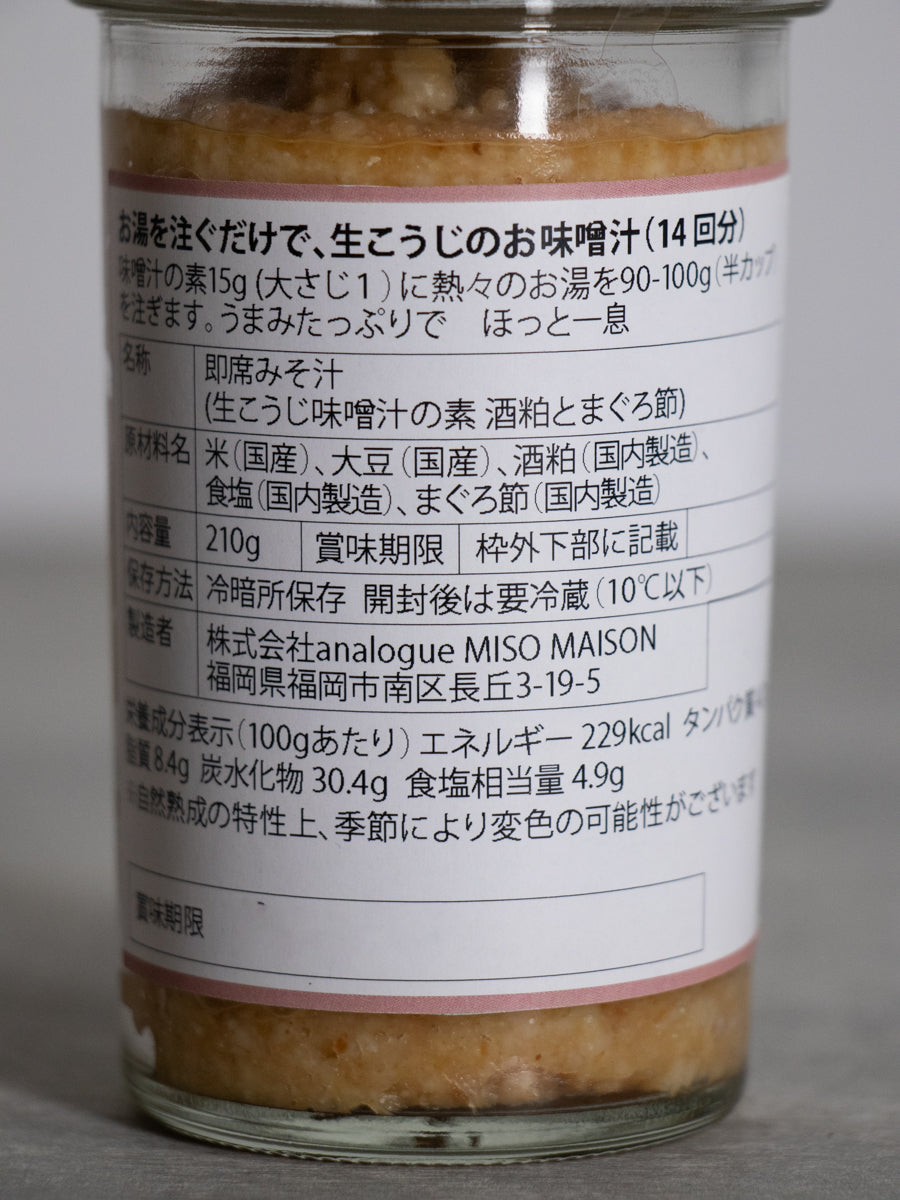 お湯を注ぐだけで、生こうじのお味噌汁(14回分)
味噌汁の素15g(大さじ1)に熱々のお湯を90-100g(半カップ
を注ぎます。うまみたっぷりで　ほっと一息
名称 即席みそ汁
(生こうじ味噌汁の素 酒粕とまぐろ節)
原材料名 米(国産)、大豆(国産)、酒粕(国内製造)、
食塩(国内製造)、まぐろ節(国内製造)
内容量 210g 賞味期限 枠外下部に記載
保存方法 冷暗所保存 開封後は要冷蔵(10℃以下)
製造者 株式会社analogue MISO MAISON
福岡県福岡市南区長丘3-19-5
栄養成分表示(100gあたり)エネルギー 229kcal タンパク質
脂質 8.4g 炭水化物 30.4g 食塩相当量 4.9g
※自然熟成の特性上、季節により変色の可能性がございます
賞味期限